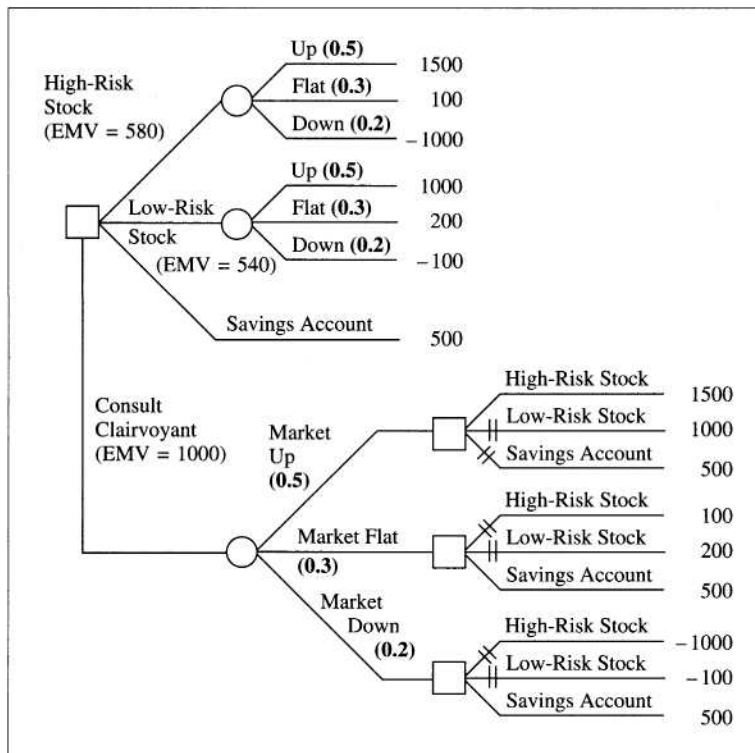 High-Risk
Stock
(EMV = 580)
Up (0.5)
1500
Flat (0.3)
100
Down (0.2)
–1000
Low-Risk
Stock
(EMV = 540)
Up (0.5)
1000
Flat (0.3)
200
Down (0.2)
–100
Savings Account
500
Consult
Clairvoyant
(EMV = 1000)
Market
Up
(0.5)
High-Risk Stock
1500
Low-Risk Stock
1000
Savings Account
500
Market Flat
(0.3)
High-Risk Stock
100
Low-Risk Stock
200
Savings Account
500
Market
Down
(0.2)
High-Risk Stock
–1000
Low-Risk Stock
–100
Savings Account
500